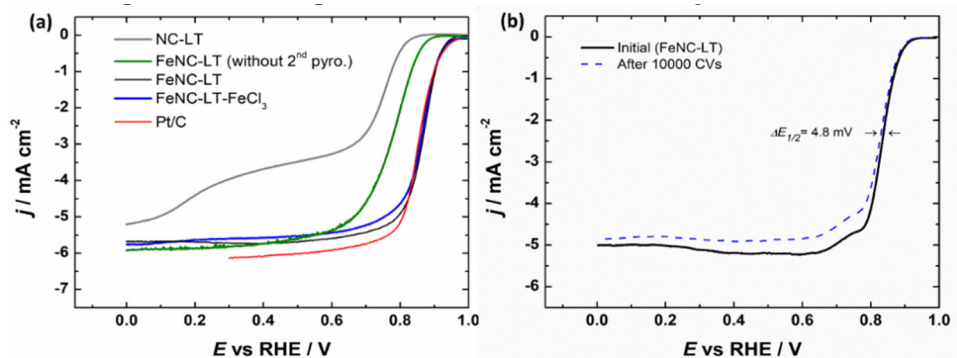 (a)
NC-LT
FeNC-LT (without 2nd pyro.)
FeNC-LT
FeNC-LT-FeCl3
Pt/C
j / mA cm-2
0
-1
-2
-3
-4
-5
-6
-7
0.0 0.2 0.4 0.6 0.8 1.0
E vs RHE / V
(b)
Initial (FeNC-LT)
After 10000 CVs
ΔE1/2= 4.8 mV
j / mA cm-2
0
-1
-2
-3
-4
-5
-6
0.0 0.2 0.4 0.6 0.8 1.0
E vs RHE / V